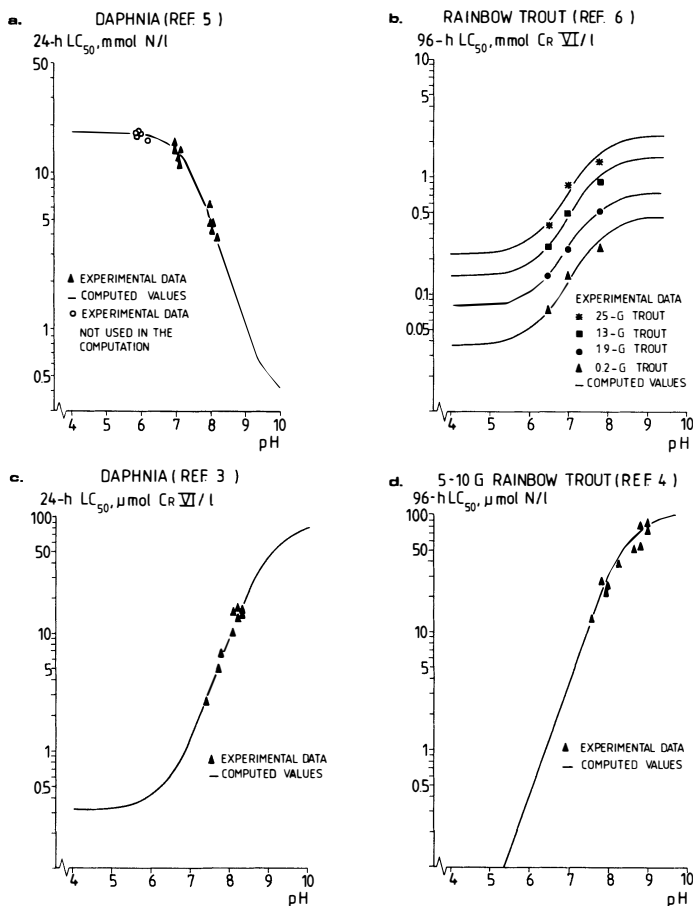 a. DAPHNIA (REF. 5)
24-h LC50, mmol N/l
50
10
5
1
0.5
▲ EXPERIMENTAL DATA
— COMPUTED VALUES
○ EXPERIMENTAL DATA
NOT USED IN THE
COMPUTATION
4 5 6 7 8 9 10
pH
b. RAINBOW TROUT (REF. 6)
96-h LC50, mmol CR VI/l
10
5
1
0.5
0.1
0.05
EXPERIMENTAL DATA
✱ 25-G TROUT
■ 13-G TROUT
● 19-G TROUT
▲ 0.2-G TROUT
— COMPUTED VALUES
4 5 6 7 8 9 10
pH
c. DAPHNIA (REF. 3)
24-h LC50, µmol CR VI/l
100
50
10
5
1
0.5
▲ EXPERIMENTAL DATA
— COMPUTED VALUES
4 5 6 7 8 9 10
pH
d. 5-10 G RAINBOW TROUT (REF. 4)
96-h LC50, µmol N/l
100
50
10
5
1
0.5
▲ EXPERIMENTAL DATA
— COMPUTED VALUES
4 5 6 7 8 9 10
pH